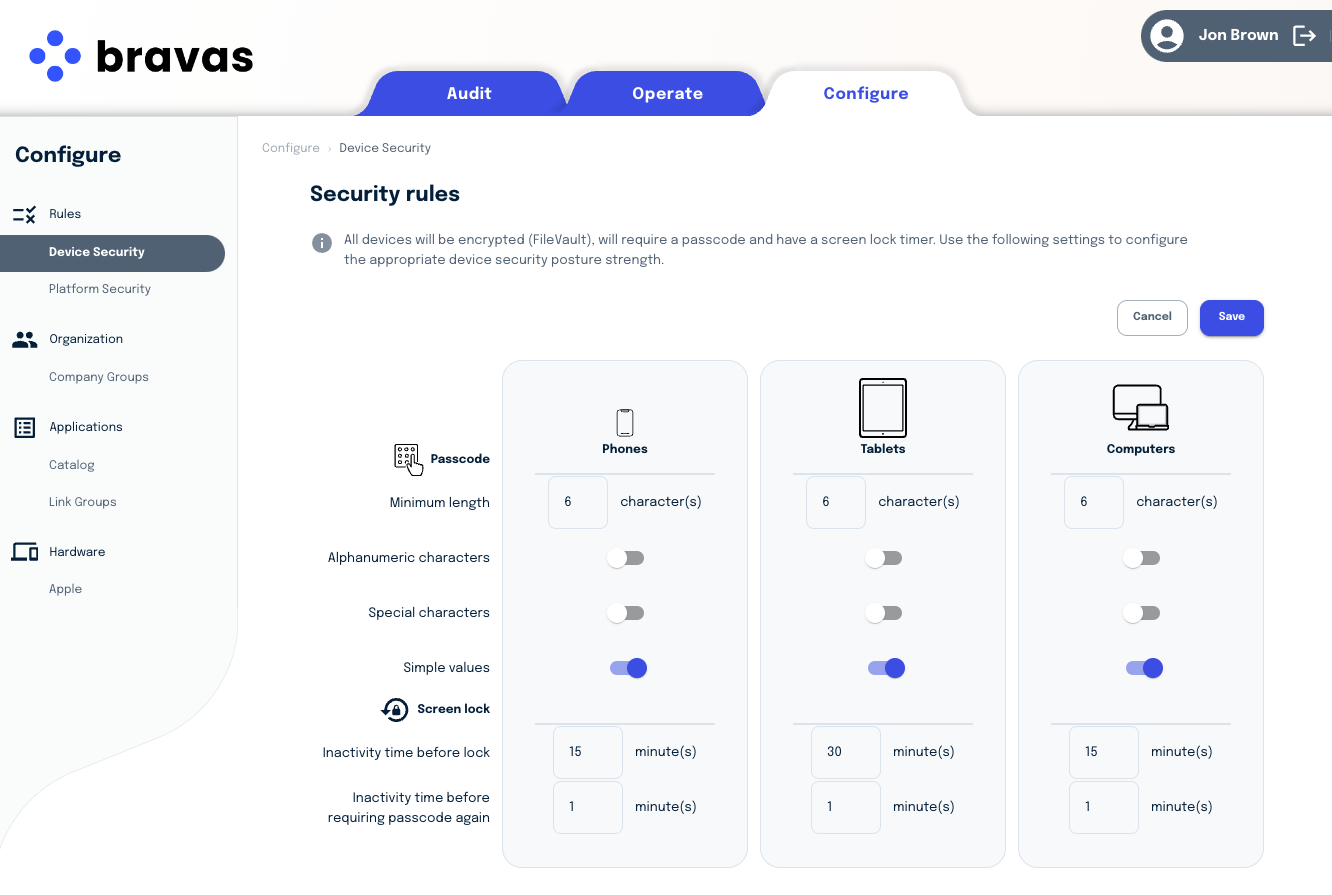 bravas
Jon Brown
Audit
Operate
Configure
Configure
Configure › Device Security
Rules
Device Security
Platform Security
Organization
Company Groups
Applications
Catalog
Link Groups
Hardware
Apple
Security rules
All devices will be encrypted (FileVault), will require a passcode and have a screen lock timer. Use the following settings to configure
the appropriate device security posture strength.
Cancel
Save
Phones
Tablets
Computers
Passcode
Minimum length
6 character(s)
6 character(s)
6 character(s)
Alphanumeric characters
Special characters
Simple values
Screen lock
Inactivity time before lock
15 minute(s)
30 minute(s)
15 minute(s)
Inactivity time before
requiring passcode again
1 minute(s)
1 minute(s)
1 minute(s)